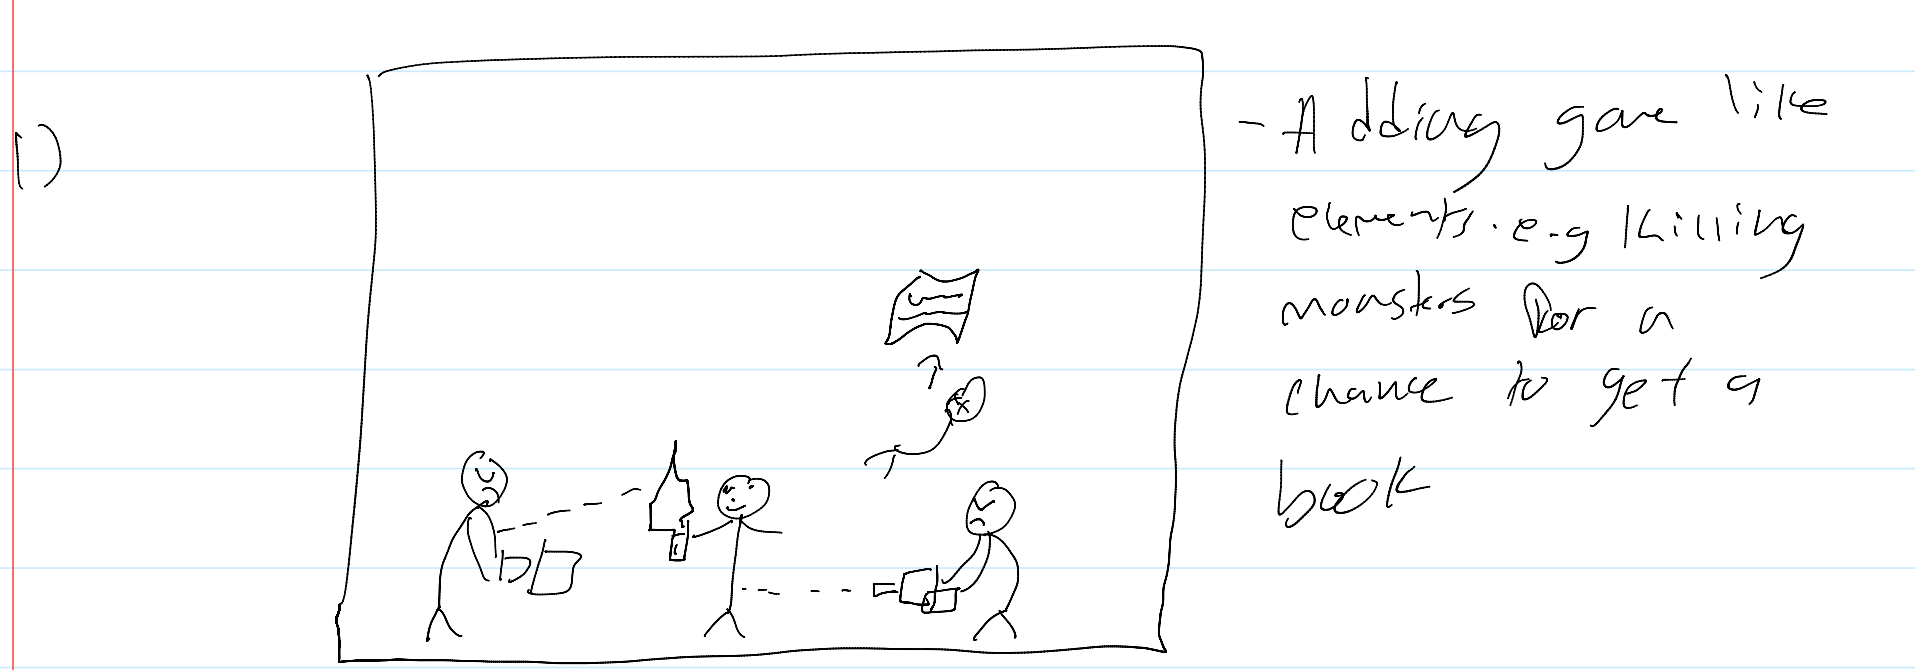 1)
- Adding game like
elements. e.g killing
monsters for a
chance to get a
book